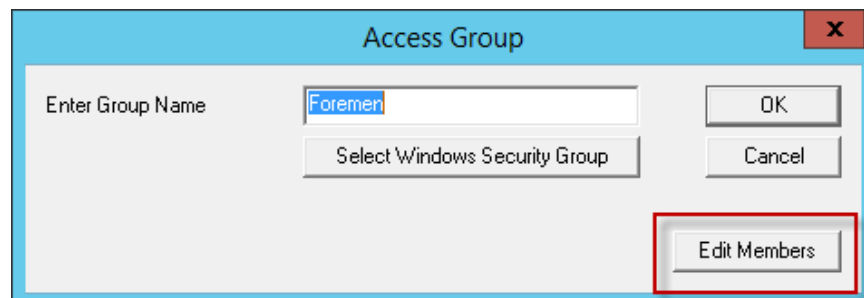 Access Group
x
Enter Group Name
Foremen
OK
Select Windows Security Group
Cancel
Edit Members